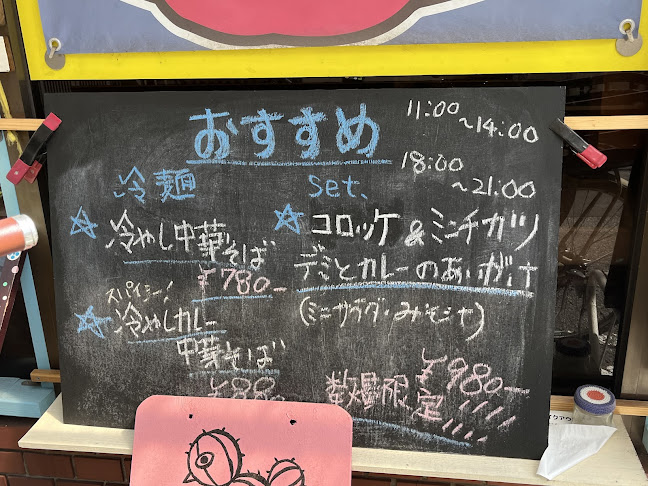 おすすめ
11:00
~14:00
18:00
~21:00
冷麺
☆冷やし中華そば
¥780-
スパイシー!
☆冷やしカレー
中華そば
¥88
set、
☆コロッケ&ミニチカツ
デミとカレーのあいがけ
(ミニサラダ・みそ汁)
¥980-
数量限定!!!!